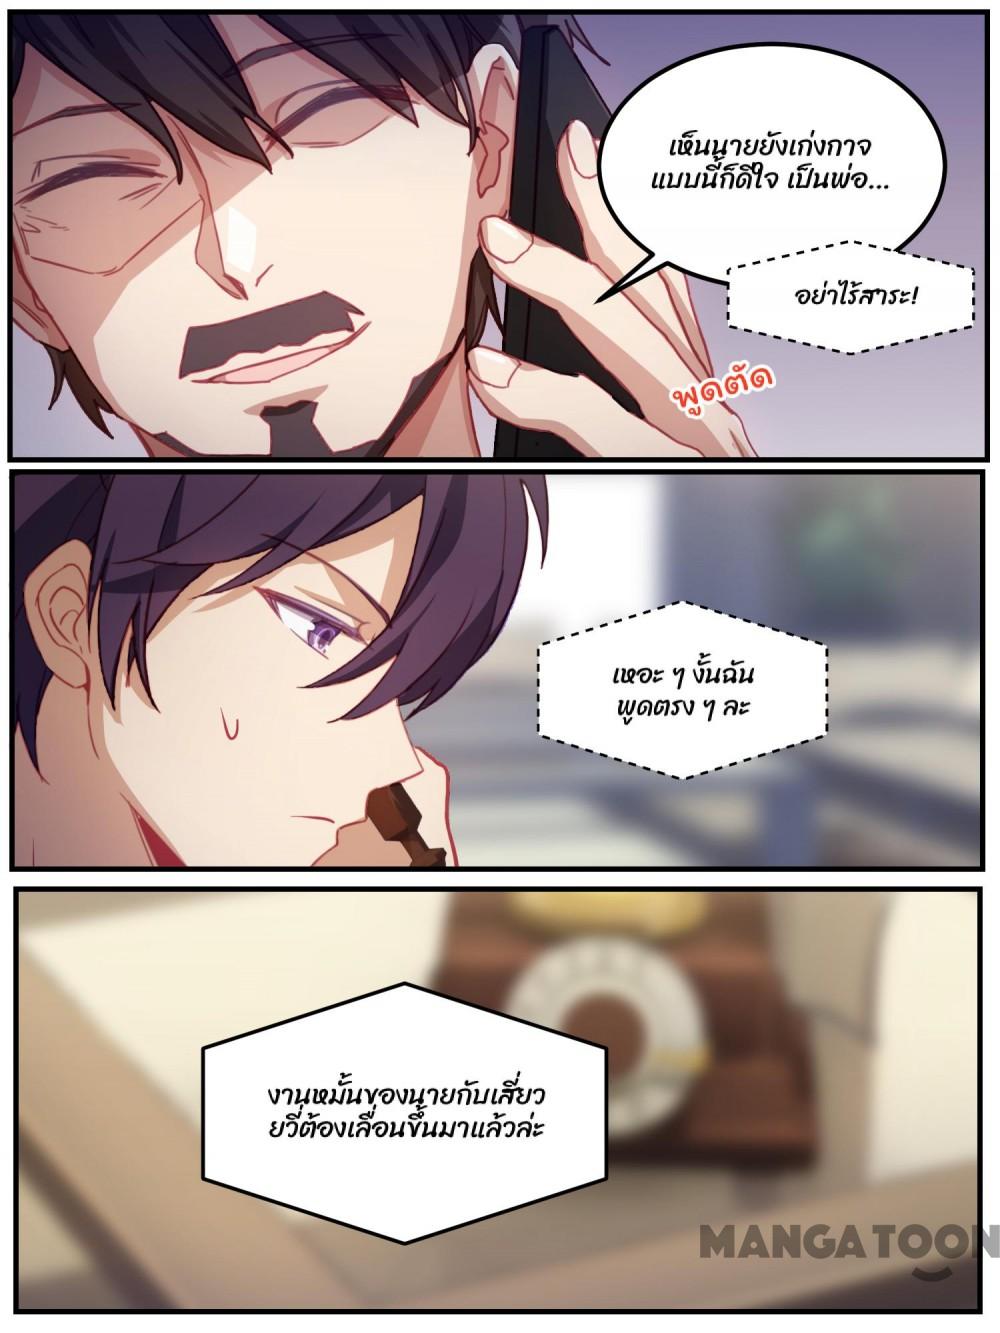 เห็นนายยังเก่งกาจ
แบบนี้ก็ดีใจ เป็นพ่อ...
อย่าไร้สาระ!
พูดตัด
เหอะ ๆ งั้นฉัน
พูดตรง ๆ ละ
งานหมั้นของนายกับเสี่ยว
ยวี่ต้องเลื่อนขึ้นมาแล้วล่ะ
MANGATOON